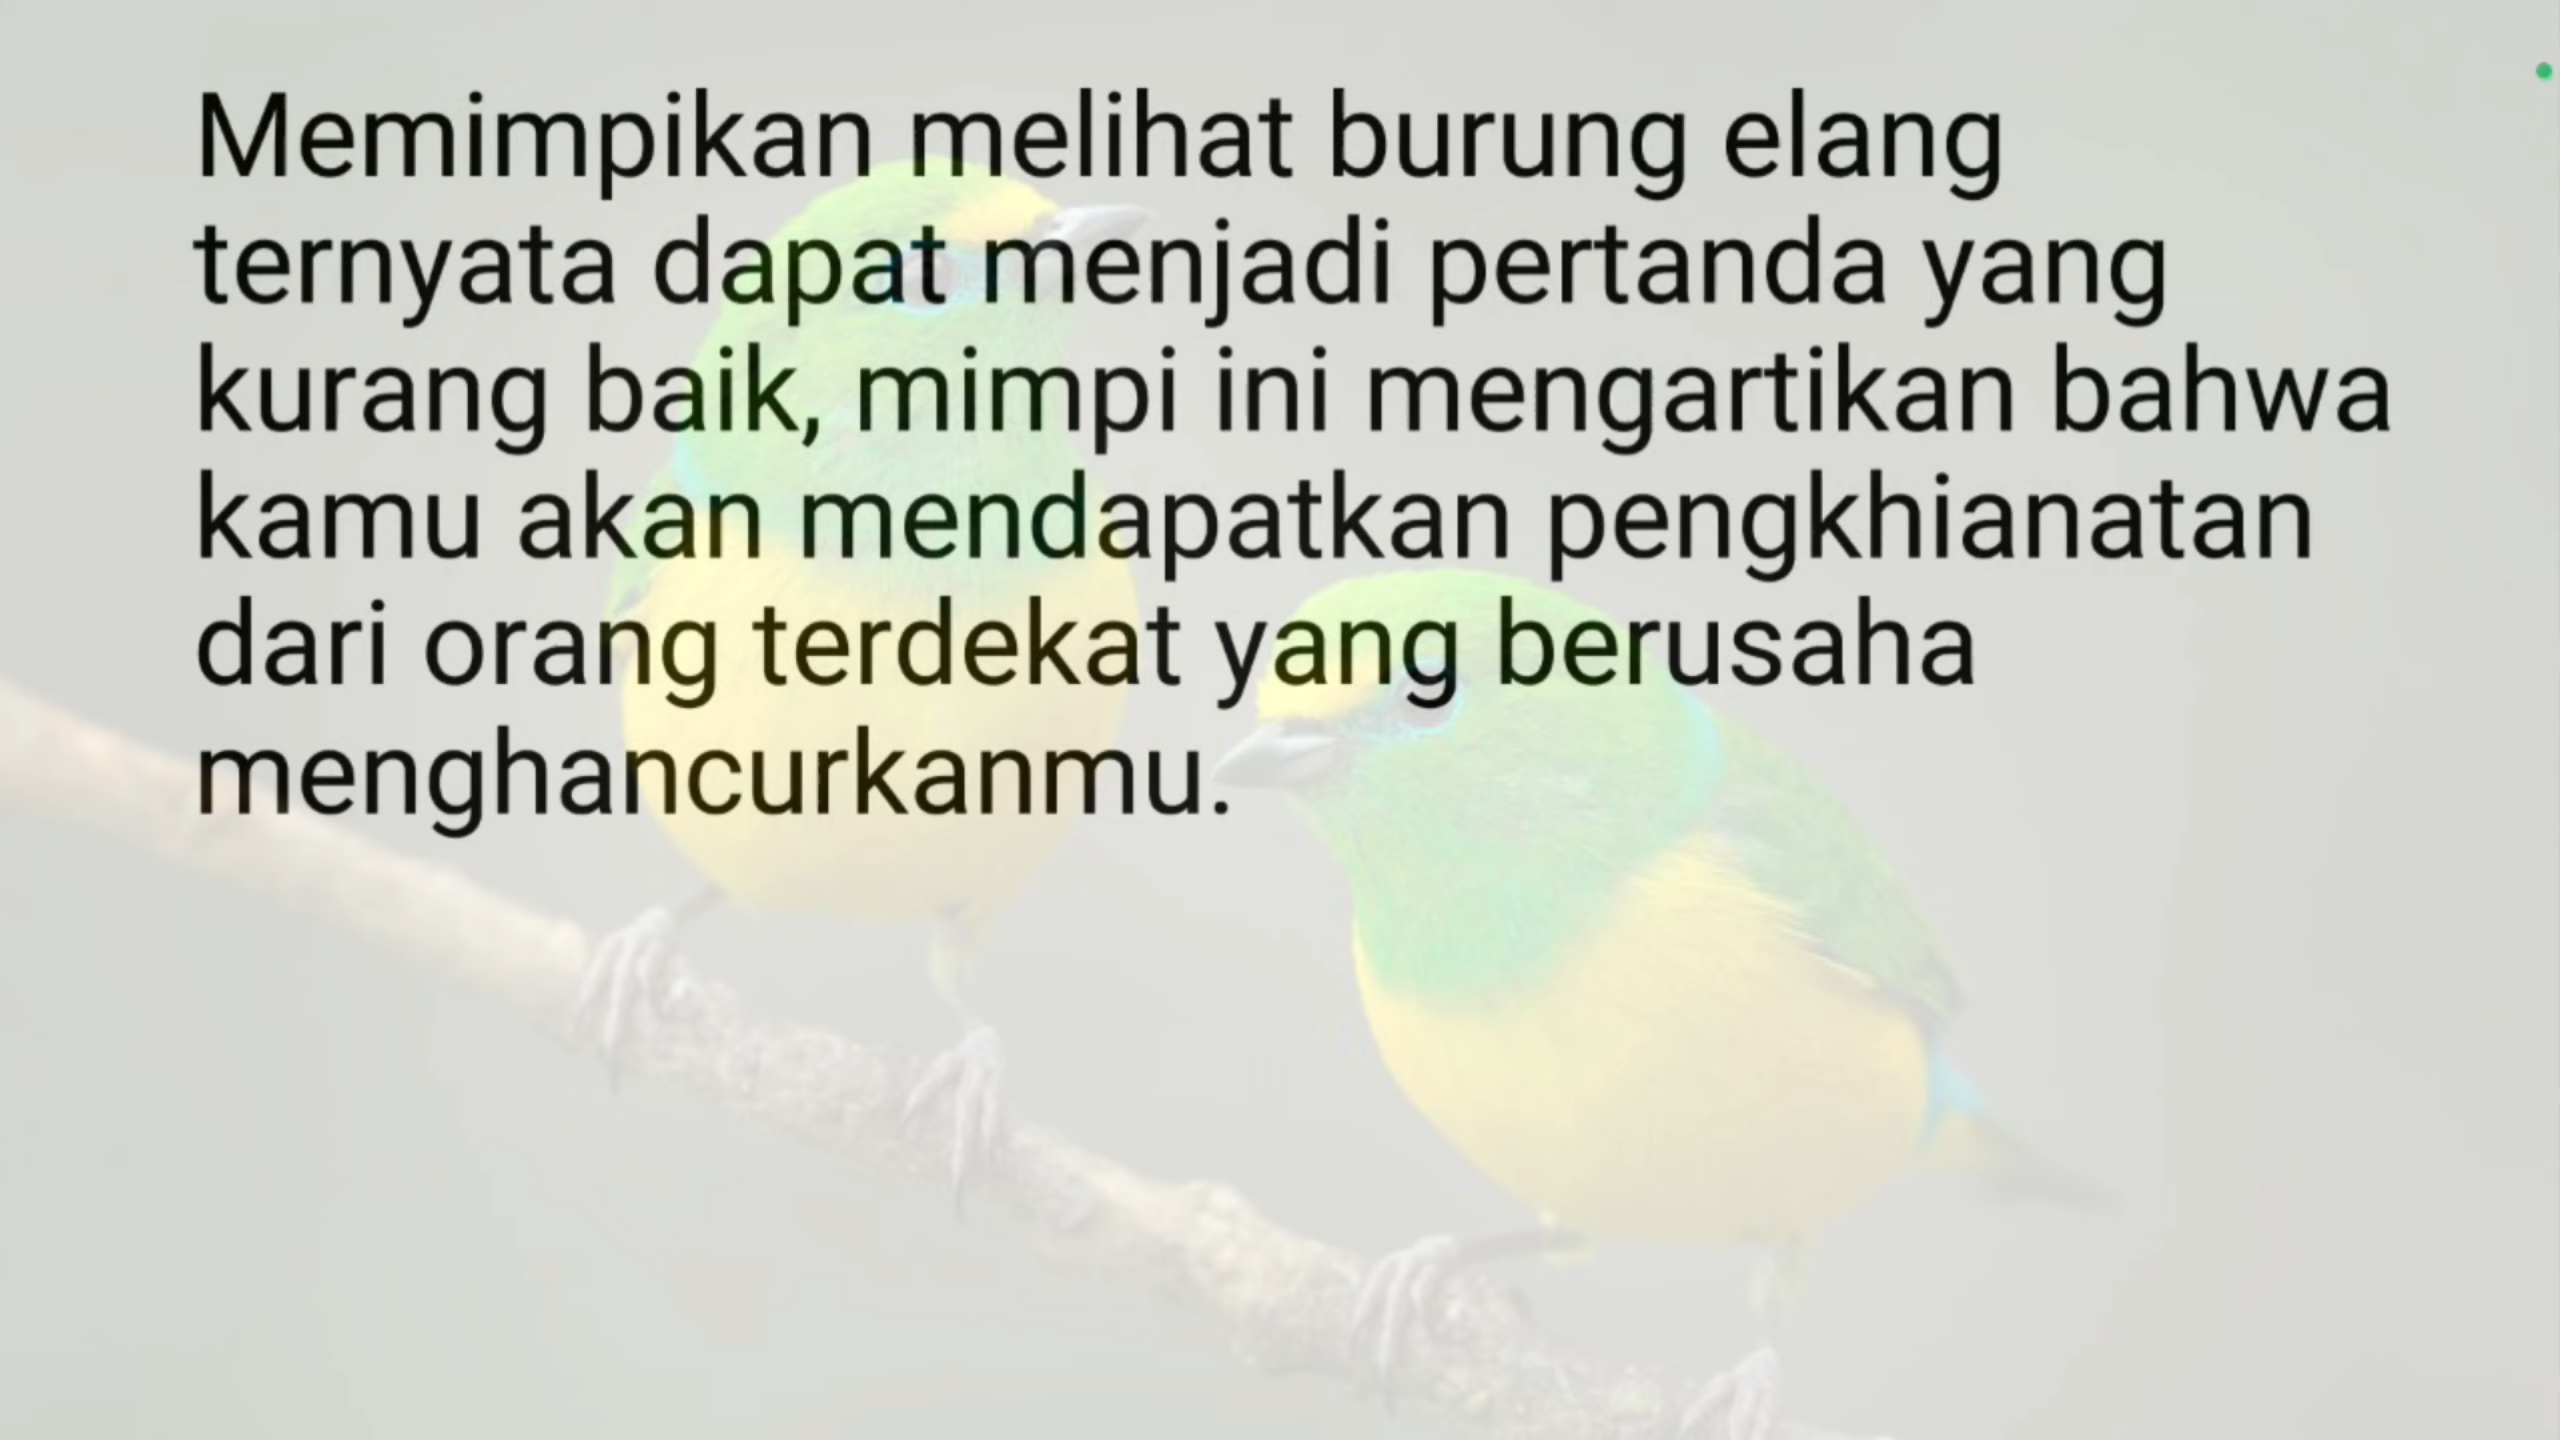 Memimpikan melihat burung elang
ternyata dapat menjadi pertanda yang
kurang baik, mimpi ini mengartikan bahwa
kamu akan mendapatkan pengkhianatan
dari orang terdekat yang berusaha
menghancurkanmu.